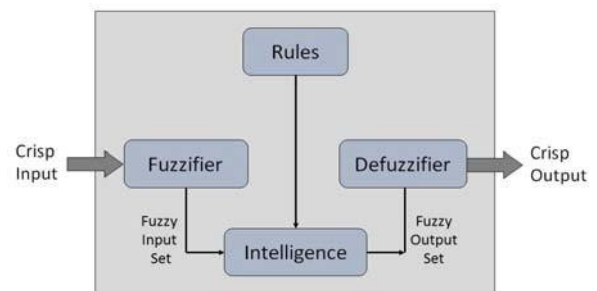 Rules
Crisp
Input
Fuzzifier
Defuzzifier
Crisp
Output
Fuzzy
Input
Set
Intelligence
Fuzzy
Output
Set